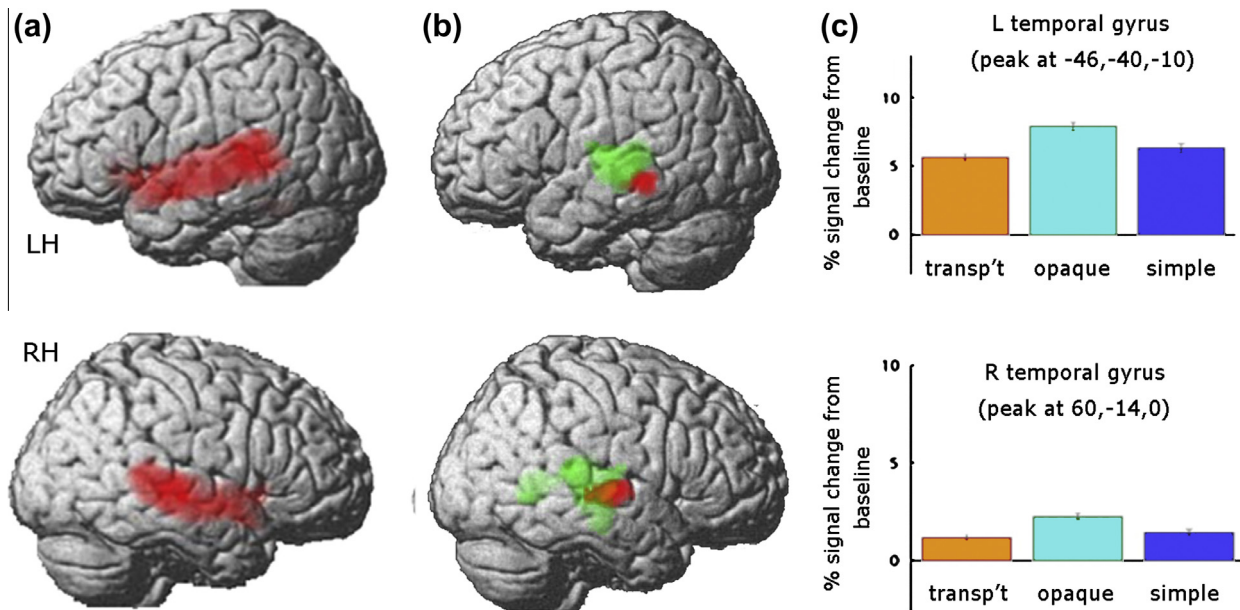 (a)
LH
RH
(b)
(c)
L temporal gyrus
(peak at -46,-40,-10)
% signal change from
baseline
10
5
0
transp't opaque simple
R temporal gyrus
(peak at 60,-14,0)
% signal change from
baseline
10
5
0
transp't opaque simple